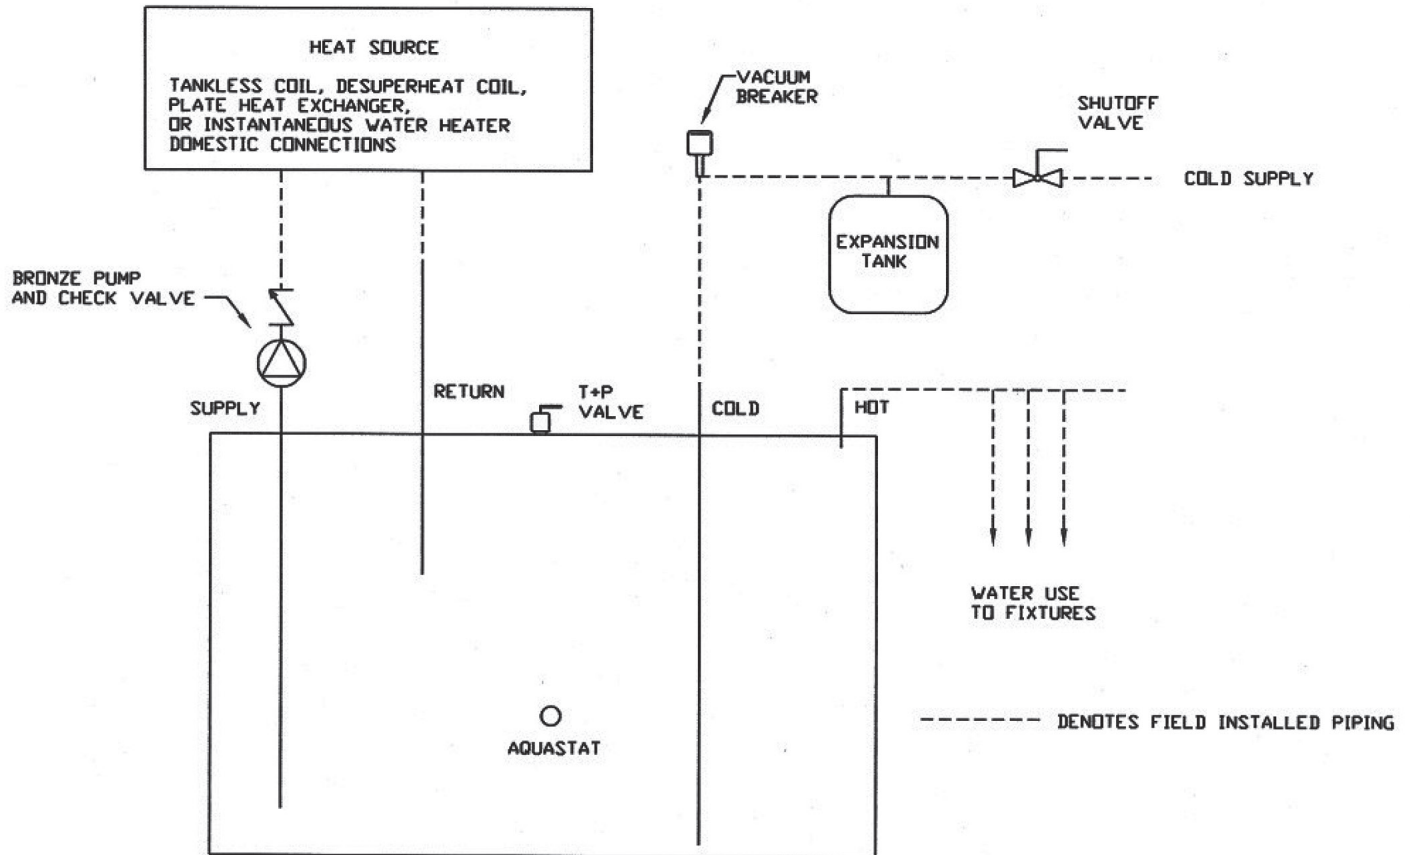 HEAT SOURCE
TANKLESS COIL, DESUPERHEAT COIL,
PLATE HEAT EXCHANGER,
OR INSTANTANEOUS WATER HEATER
DOMESTIC CONNECTIONS
VACUUM
BREAKER
SHUTOFF
VALVE
COLD SUPPLY
EXPANSION
TANK
BRONZE PUMP
AND CHECK VALVE
SUPPLY
RETURN
T+P
VALVE
COLD
HOT
WATER USE
TO FIXTURES
AQUASTAT
DENOTES FIELD INSTALLED PIPING